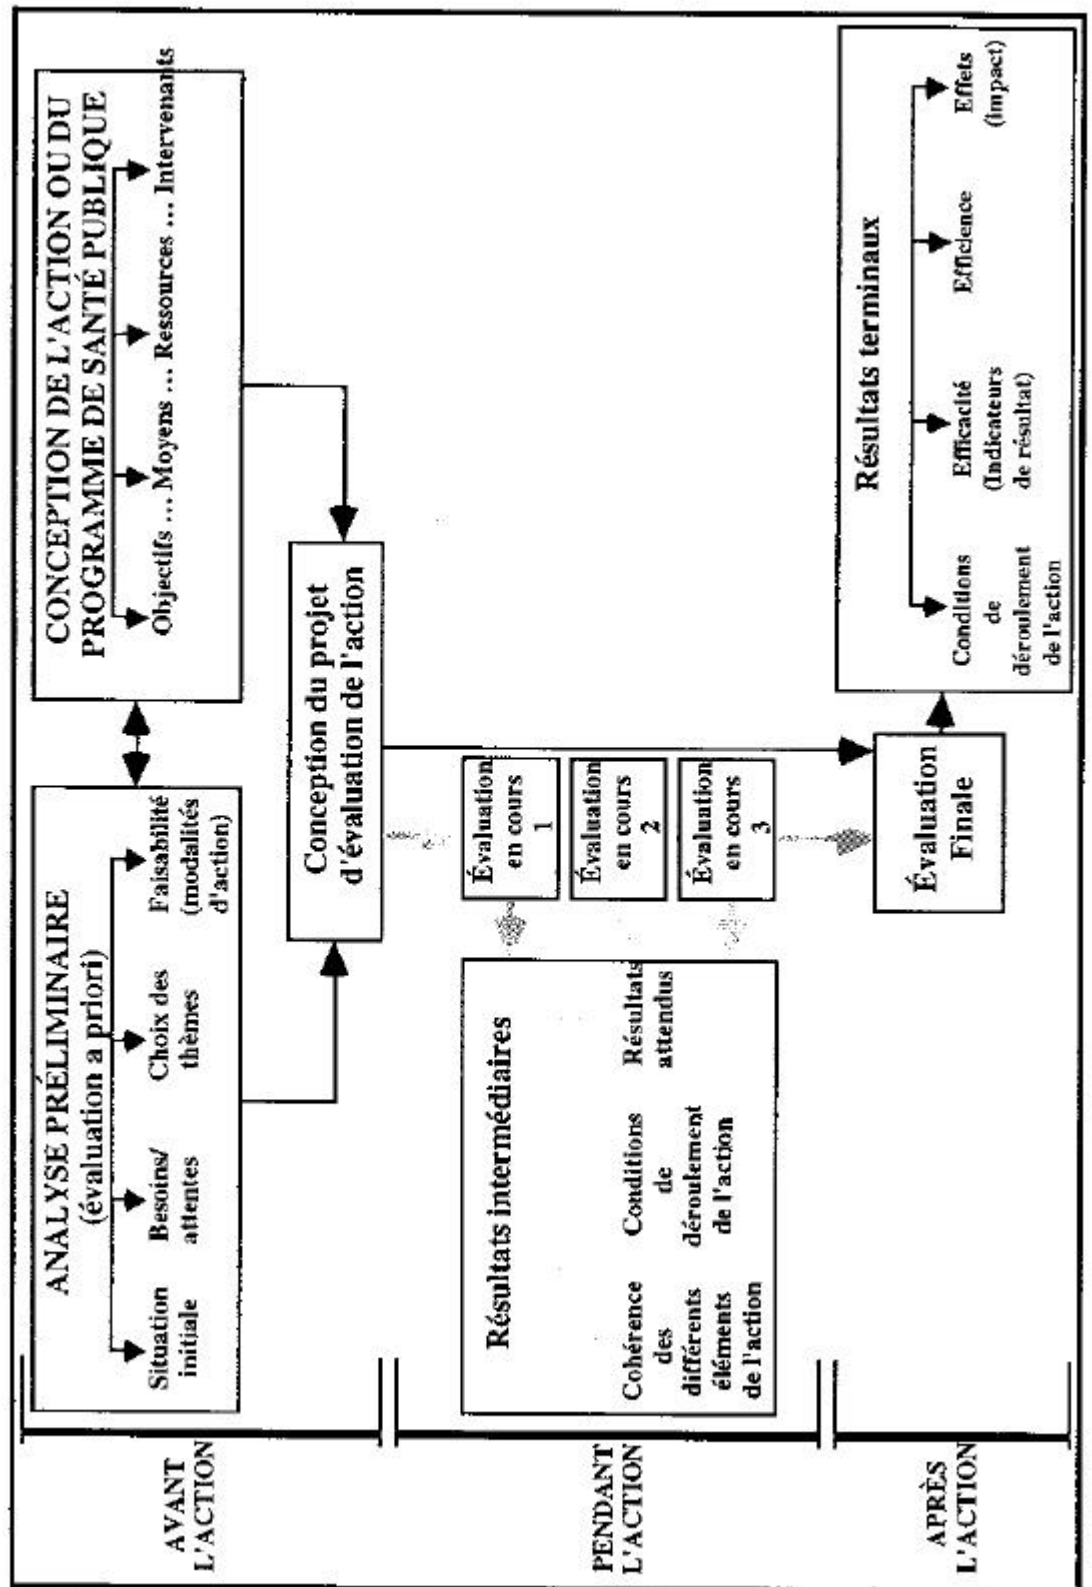 AVANT
L'ACTION
ANALYSE PRÉLIMINAIRE
(évaluation a priori)
Situation
initiale
Besoins/
attentes
Choix des
thèmes
Faisabilité
(modalités
d'action)
CONCEPTION DE L'ACTION OU DU
PROGRAMME DE SANTÉ PUBLIQUE
Objectifs ... Moyens ... Ressources ... Intervenants
Conception du projet
d'évaluation de l'action
PENDANT
L'ACTION
Résultats intermédiaires
Cohérence
des
différents
éléments
de l'action
Conditions
de
déroulement
de l'action
Résultats
attendus
Évaluation
en cours
1
Évaluation
en cours
2
Évaluation
en cours
3
APRÈS
L'ACTION
Évaluation
Finale
Résultats terminaux
Conditions
de
déroulement
de l'action
Efficacité
(Indicateurs
de résultat)
Efficience
Effets
(impact)